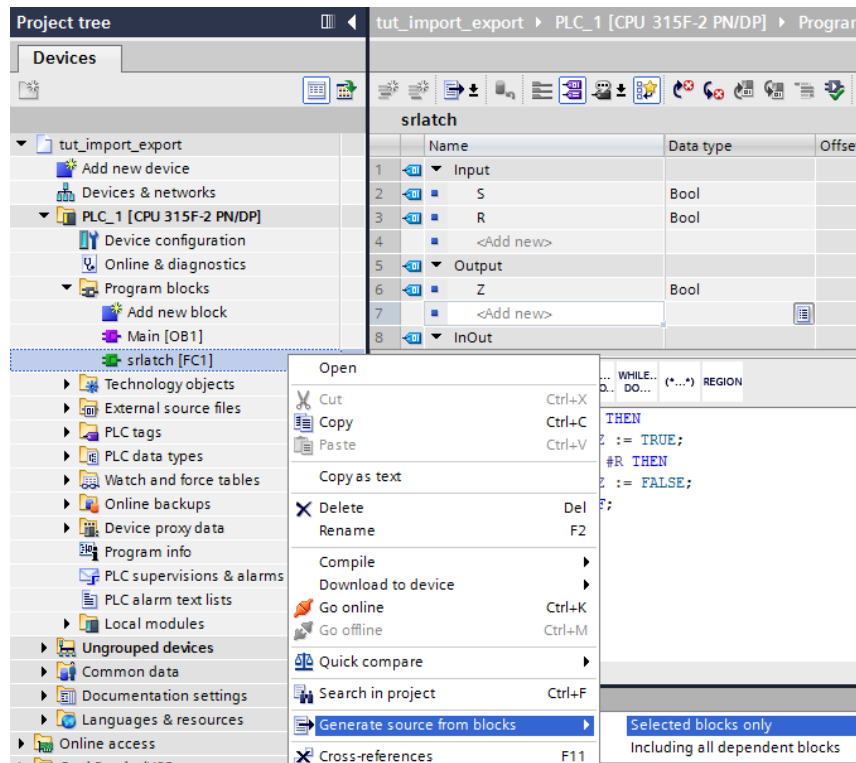 Project tree
tut_import_export ▸ PLC_1 [CPU 315F-2 PN/DP] ▸ Program
Devices
srlatch
Name Data type Offse
1 Input
2 S Bool
3 R Bool
4 <Add new>
5 Output
6 Z Bool
7 <Add new>
8 InOut
tut_import_export
Add new device
Devices & networks
PLC_1 [CPU 315F-2 PN/DP]
Device configuration
Online & diagnostics
Program blocks
Add new block
Main [OB1]
srlatch [FC1]
Technology objects
External source files
PLC tags
PLC data types
Watch and force tables
Online backups
Device proxy data
Program info
PLC supervisions & alarms
PLC alarm text lists
Local modules
Ungrouped devices
Common data
Documentation settings
Languages & resources
Online access
Open
Cut Ctrl+X
Copy Ctrl+C
Paste Ctrl+V
Copy as text
Delete Del
Rename F2
Compile
Download to device
Go online Ctrl+K
Go offline Ctrl+M
Quick compare
Search in project Ctrl+F
Generate source from blocks
Cross-references F11
Selected blocks only
Including all dependent blocks
WHILE.. DO... (*...*) REGION
THEN
Z := TRUE;
#R THEN
Z := FALSE;
F;